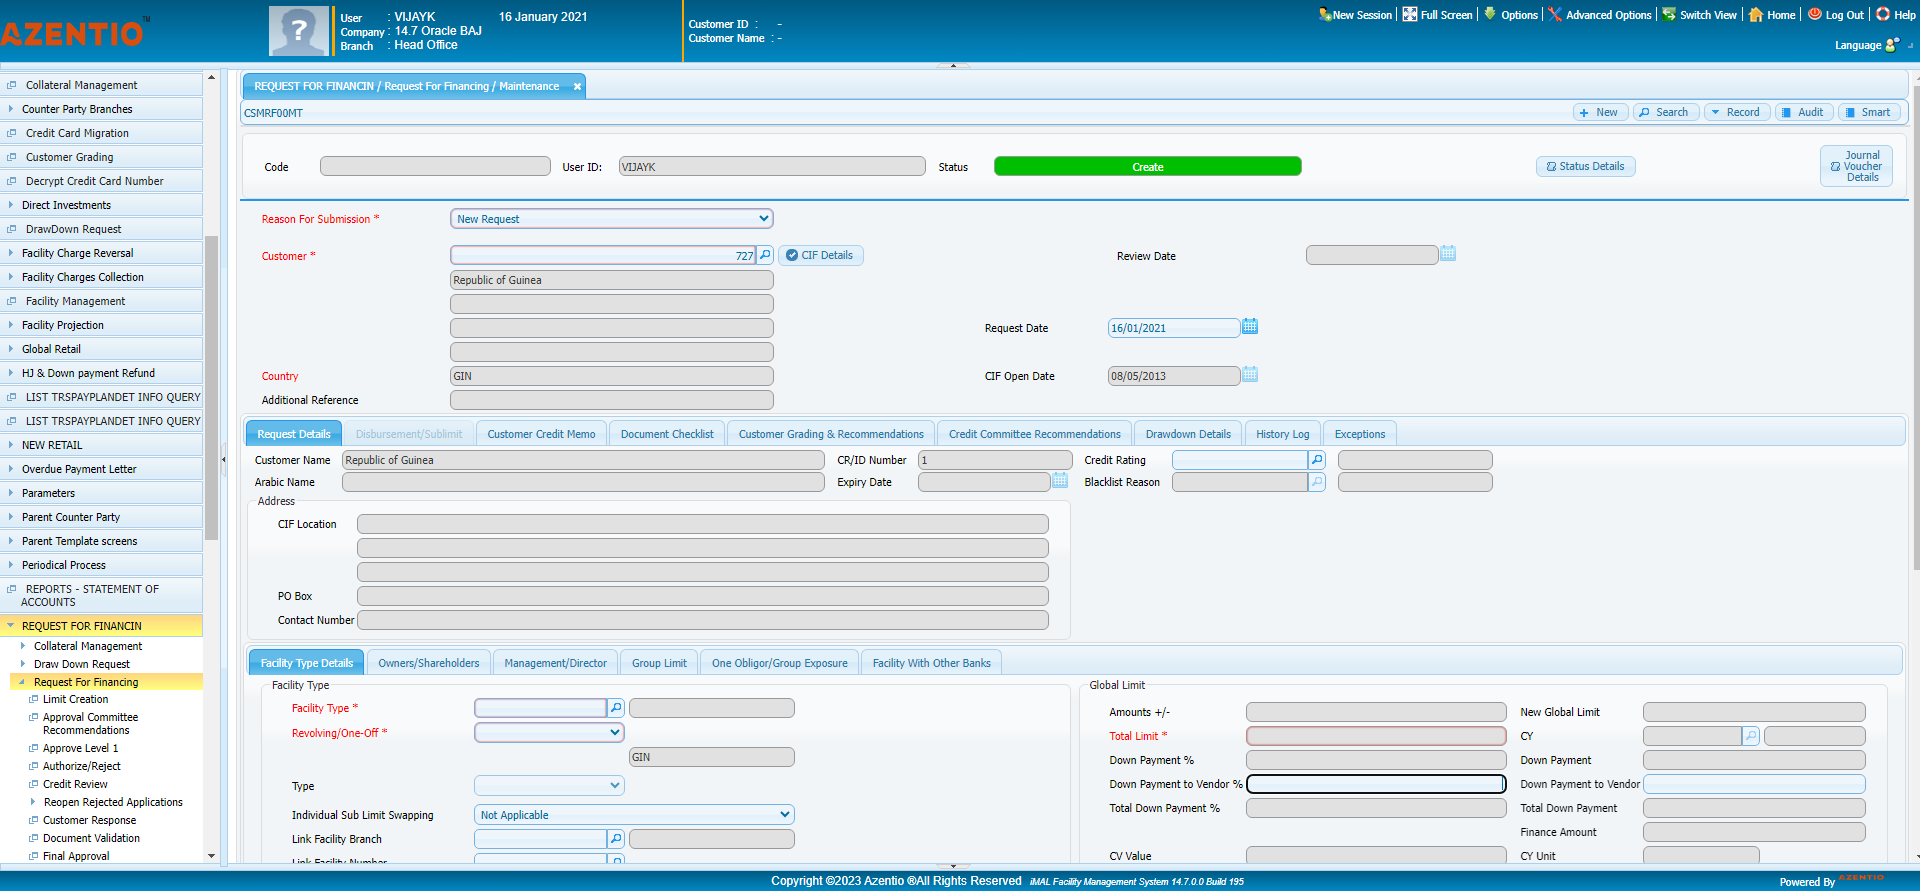 AZENTIO™
User : VIJAYK 16 January 2021
Company : 14.7 Oracle BAJ
Branch : Head Office
Customer ID : -
Customer Name : -
New Session
Full Screen
Options
Advanced Options
Switch View
Home
Log Out
Help
Language
Collateral Management
Counter Party Branches
Credit Card Migration
Customer Grading
Decrypt Credit Card Number
Direct Investments
DrawDown Request
Facility Charge Reversal
Facility Charges Collection
Facility Management
Facility Projection
Global Retail
HJ & Down payment Refund
LIST TRSPAYPLANDET INFO QUERY
LIST TRSPAYPLANDET INFO QUERY
NEW RETAIL
Overdue Payment Letter
Parameters
Parent Counter Party
Parent Template screens
Periodical Process
REPORTS - STATEMENT OF
ACCOUNTS
REQUEST FOR FINANCIN
Collateral Management
Draw Down Request
Request For Financing
Limit Creation
Approval Committee
Recommendations
Approve Level 1
Authorize/Reject
Credit Review
Reopen Rejected Applications
Customer Response
Document Validation
Final Approval
REQUEST FOR FINANCIN / Request For Financing / Maintenance
CSMRF00MT
New
Search
Record
Audit
Smart
Code
User ID: VIJAYK
Status Create
Status Details
Journal
Voucher
Details
Reason For Submission * New Request
Customer * 727 CIF Details
Review Date
Republic of Guinea
Request Date 16/01/2021
Country GIN
CIF Open Date 08/05/2013
Additional Reference
Request Details
Disbursement/Sublimit
Customer Credit Memo
Document Checklist
Customer Grading & Recommendations
Credit Committee Recommendations
Drawdown Details
History Log
Exceptions
Customer Name Republic of Guinea
CR/ID Number 1
Credit Rating
Arabic Name
Expiry Date
Blacklist Reason
Address
CIF Location
PO Box
Contact Number
Facility Type Details
Owners/Shareholders
Management/Director
Group Limit
One Obligor/Group Exposure
Facility With Other Banks
Facility Type
Facility Type *
Revolving/One-Off *
GIN
Type
Individual Sub Limit Swapping Not Applicable
Link Facility Branch
Link Facility Number
Global Limit
Amounts +/-
New Global Limit
Total Limit *
CY
Down Payment %
Down Payment
Down Payment to Vendor %
Down Payment to Vendor
Total Down Payment %
Total Down Payment
Finance Amount
CV Value
CY Unit
Copyright ©2023 Azentio ®All Rights Reserved iMAL Facility Management System 14.7.0.0 Build 195
Powered By AZENTIO